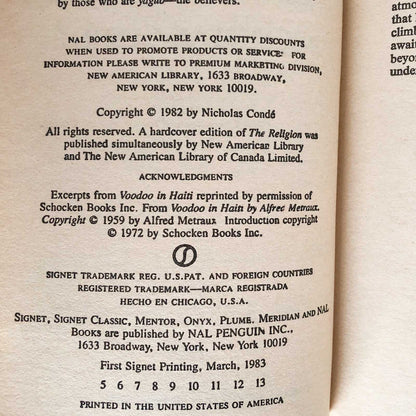 by those who are yagub—the believers.
NAL BOOKS ARE AVAILABLE AT QUANTITY DISCOUNTS
WHEN USED TO PROMOTE PRODUCTS OR SERVICE. FOR
INFORMATION PLEASE WRITE TO PREMIUM MARKETING DIVISION,
NEW AMERICAN LIBRARY, 1633 BROADWAY,
NEW YORK, NEW YORK 10019.
Copyright © 1982 by Nicholas Condé
All rights reserved. A hardcover edition of The Religion was
published simultaneously by New American Library
and The New American Library of Canada Limited.
ACKNOWLEDGMENTS
Excerpts from Voodoo in Haiti reprinted by permission of
Schocken Books Inc. From Voodoo in Haiti by Alfred Metraux.
Copyright © 1959 by Alfred Metraux Introduction copyright
© 1972 by Schocken Books Inc.
SIGNET TRADEMARK REG. U.S.PAT. AND FOREIGN COUNTRIES
REGISTERED TRADEMARK—MARCA REGISTRADA
HECHO EN CHICAGO, U.S.A.
SIGNET, SIGNET CLASSIC, MENTOR, ONYX, PLUME. MERIDIAN AND NAL
BOOKS are published by NAL PENGUIN INC.,
1633 Broadway, New York, New York 10019
First Signet Printing, March, 1983
5 6 7 8 9 10 11 12 13
PRINTED IN THE UNITED STATES OF AMERICA
atmo
that
climb
await
beyo
under